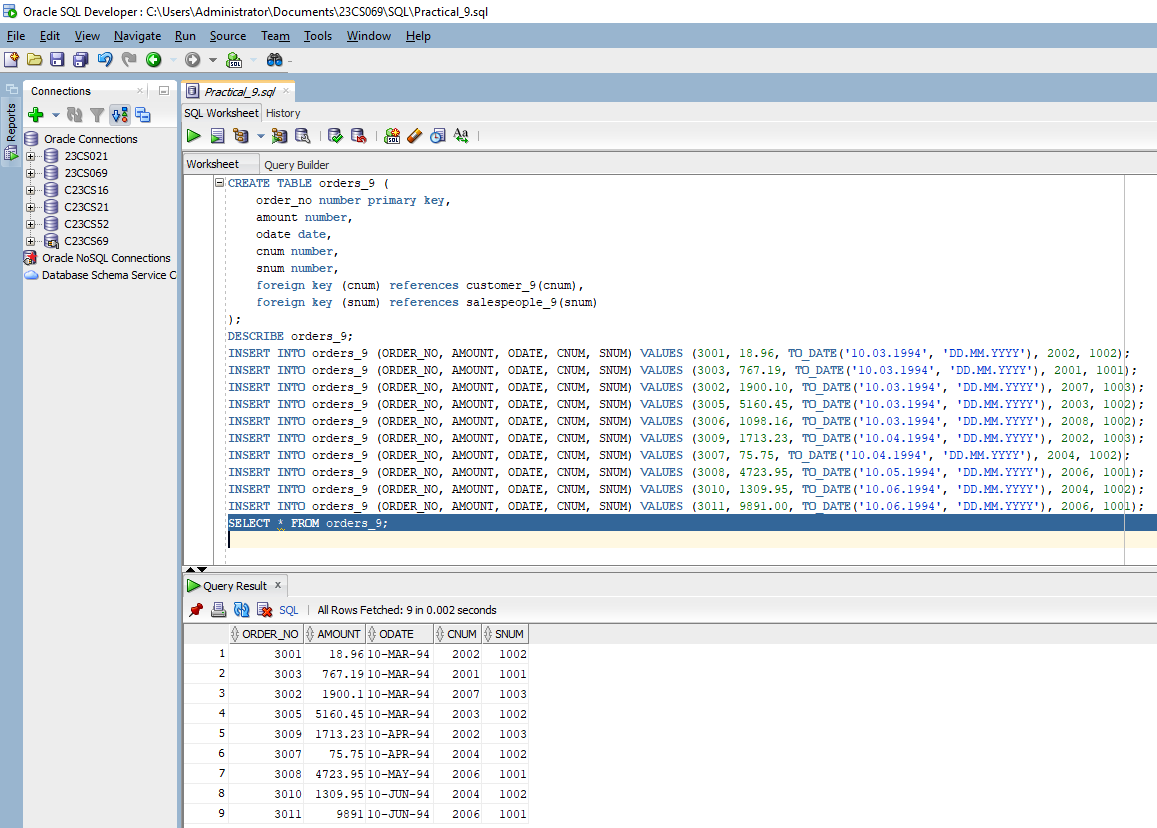 Oracle SQL Developer : C:\Users\Administrator\Documents\23CS069\SQL\Practical_9.sql
File Edit View Navigate Run Source Team Tools Window Help
Connections
Reports
Oracle Connections
23CS021
23CS069
C23CS16
C23CS21
C23CS52
C23CS69
Oracle NoSQL Connections
Database Schema Service C
Practical_9.sql
SQL Worksheet History
Worksheet Query Builder
CREATE TABLE orders_9 (
    order_no number primary key,
    amount number,
    odate date,
    cnum number,
    snum number,
    foreign key (cnum) references customer_9(cnum),
    foreign key (snum) references salespeople_9(snum)
);
DESCRIBE orders_9;
INSERT INTO orders_9 (ORDER_NO, AMOUNT, ODATE, CNUM, SNUM) VALUES (3001, 18.96, TO_DATE('10.03.1994', 'DD.MM.YYYY'), 2002, 1002);
INSERT INTO orders_9 (ORDER_NO, AMOUNT, ODATE, CNUM, SNUM) VALUES (3003, 767.19, TO_DATE('10.03.1994', 'DD.MM.YYYY'), 2001, 1001);
INSERT INTO orders_9 (ORDER_NO, AMOUNT, ODATE, CNUM, SNUM) VALUES (3002, 1900.10, TO_DATE('10.03.1994', 'DD.MM.YYYY'), 2007, 1003);
INSERT INTO orders_9 (ORDER_NO, AMOUNT, ODATE, CNUM, SNUM) VALUES (3005, 5160.45, TO_DATE('10.03.1994', 'DD.MM.YYYY'), 2003, 1002);
INSERT INTO orders_9 (ORDER_NO, AMOUNT, ODATE, CNUM, SNUM) VALUES (3006, 1098.16, TO_DATE('10.03.1994', 'DD.MM.YYYY'), 2008, 1002);
INSERT INTO orders_9 (ORDER_NO, AMOUNT, ODATE, CNUM, SNUM) VALUES (3009, 1713.23, TO_DATE('10.04.1994', 'DD.MM.YYYY'), 2002, 1003);
INSERT INTO orders_9 (ORDER_NO, AMOUNT, ODATE, CNUM, SNUM) VALUES (3007, 75.75, TO_DATE('10.04.1994', 'DD.MM.YYYY'), 2004, 1002);
INSERT INTO orders_9 (ORDER_NO, AMOUNT, ODATE, CNUM, SNUM) VALUES (3008, 4723.95, TO_DATE('10.05.1994', 'DD.MM.YYYY'), 2006, 1001);
INSERT INTO orders_9 (ORDER_NO, AMOUNT, ODATE, CNUM, SNUM) VALUES (3010, 1309.95, TO_DATE('10.06.1994', 'DD.MM.YYYY'), 2004, 1002);
INSERT INTO orders_9 (ORDER_NO, AMOUNT, ODATE, CNUM, SNUM) VALUES (3011, 9891.00, TO_DATE('10.06.1994', 'DD.MM.YYYY'), 2006, 1001);
SELECT * FROM orders_9;
Query Result
SQL | All Rows Fetched: 9 in 0.002 seconds
ORDER_NO AMOUNT ODATE CNUM SNUM
1 3001 18.96 10-MAR-94 2002 1002
2 3003 767.19 10-MAR-94 2001 1001
3 3002 1900.1 10-MAR-94 2007 1003
4 3005 5160.45 10-MAR-94 2003 1002
5 3009 1713.23 10-APR-94 2002 1003
6 3007 75.75 10-APR-94 2004 1002
7 3008 4723.95 10-MAY-94 2006 1001
8 3010 1309.95 10-JUN-94 2004 1002
9 3011 9891 10-JUN-94 2006 1001